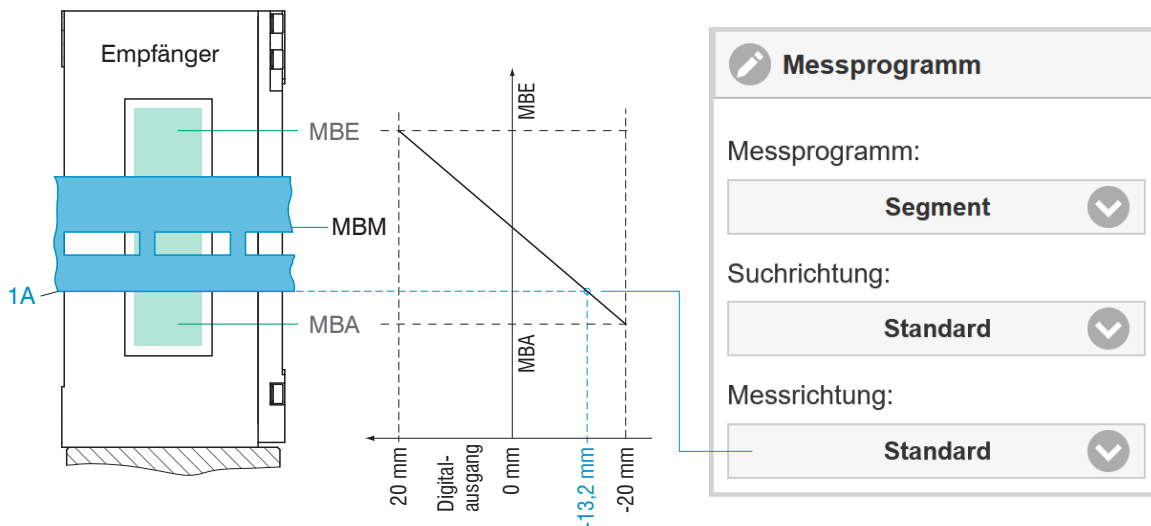 Empfänger
MBE
MBM
MBA
1A
MBE
MBA
20 mm
Digital-
ausgang
0 mm
-13,2 mm
-20 mm
Messprogramm
Messprogramm:
Segment
Suchrichtung:
Standard
Messrichtung:
Standard